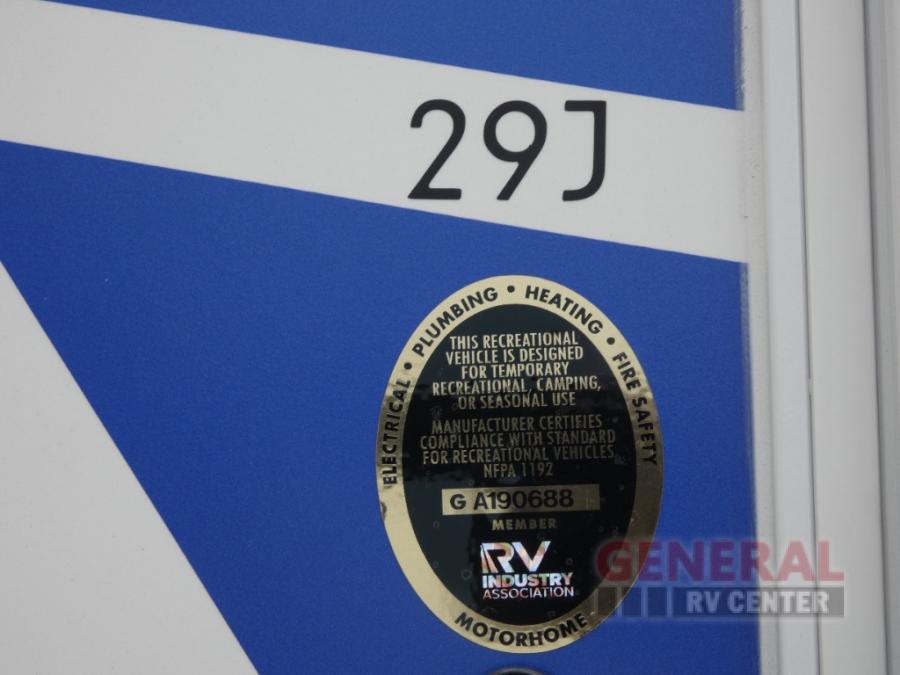 29J
ELECTRICAL • PLUMBING • HEATING • FIRE SAFETY
THIS RECREATIONAL
VEHICLE IS DESIGNED
FOR TEMPORARY
RECREATIONAL, CAMPING,
OR SEASONAL USE
MANUFACTURER CERTIFIES
COMPLIANCE WITH STANDARD
FOR RECREATIONAL VEHICLES
NFPA 1192
G A190688
MEMBER
RV
INDUSTRY
ASSOCIATION
MOTORHOME
GENERAL
RV CENTER